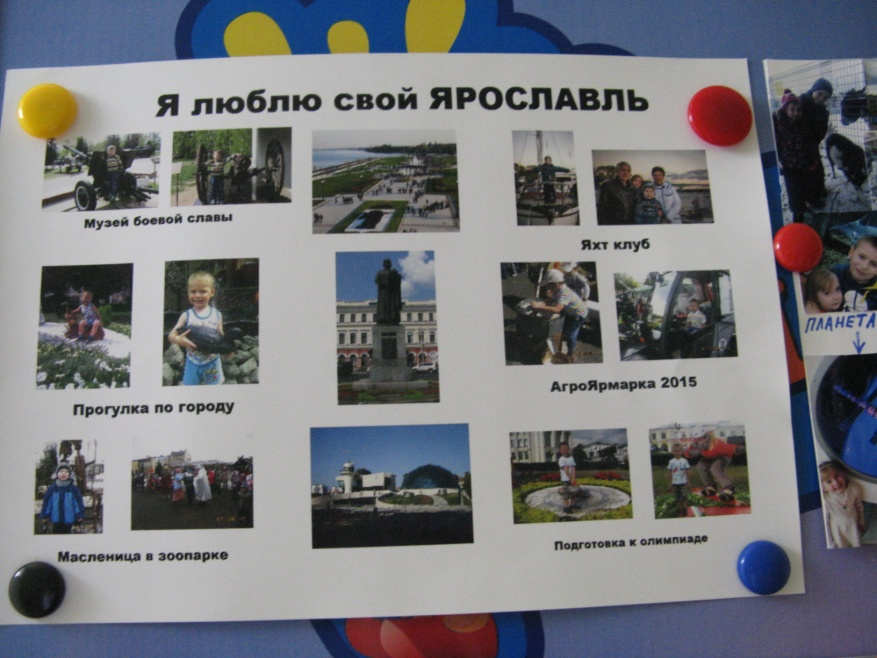 Я люблю свой ЯРОСЛАВЛЬ
Музей боевой славы
Яхт клуб
Прогулка по городу
АгроЯрмарка 2015
Масленица в зоопарке
Подготовка к олимпиаде
ПЛАНЕТА